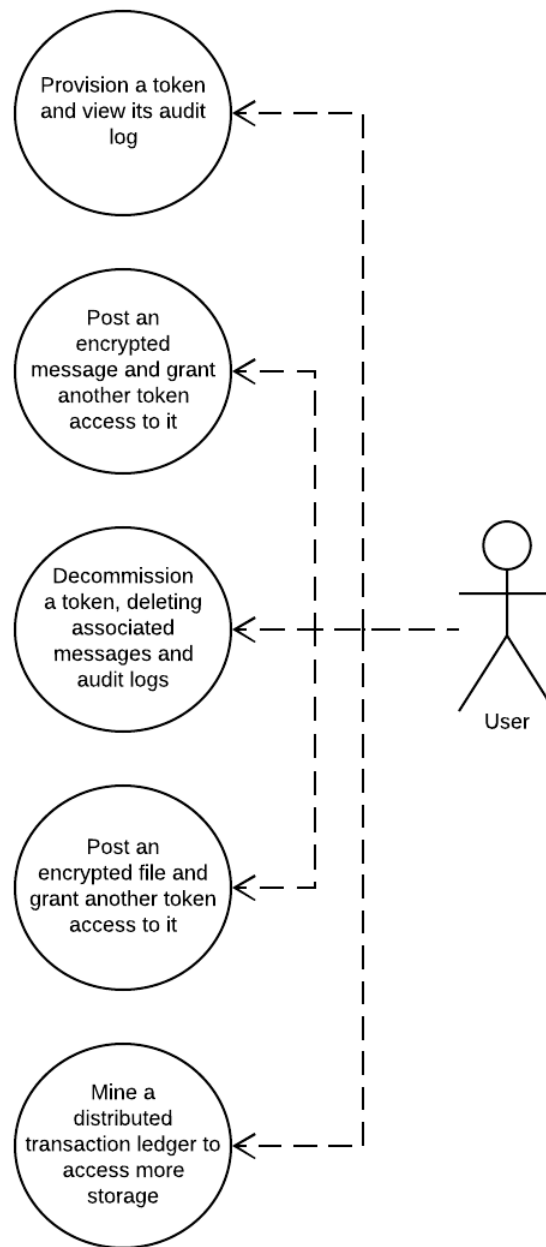 Provision a token
and view its audit
log
Post an
encrypted
message and grant
another token
access to it
Decommission
a token, deleting
associated
messages and
audit logs
User
Post an
encrypted file and
grant another token
access to it
Mine a
distributed
transaction ledger to
access more
storage